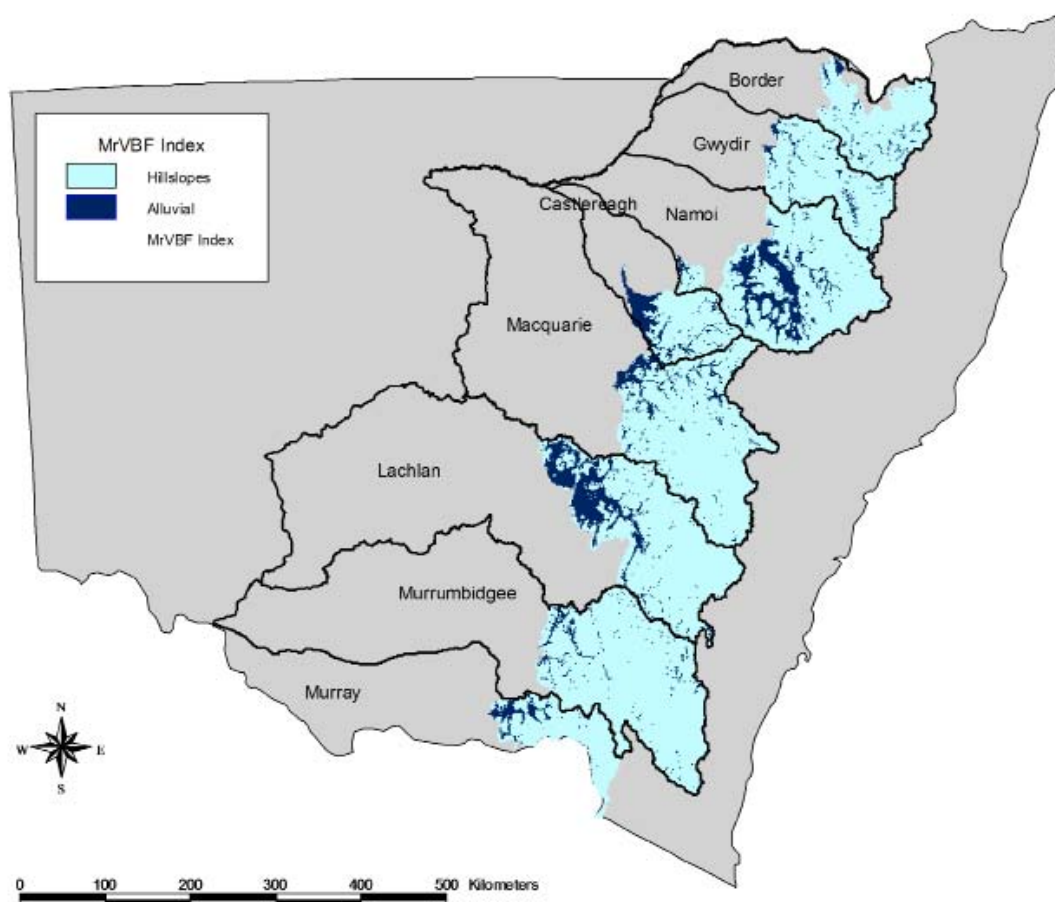 MrVBF Index
Hillslopes
Alluvial
MrVBF Index
Border
Gwydir
Castlereagh
Namoi
Macquarie
Lachlan
Murrumbidgee
Murray
N
W E
S
0 100 200 300 400 500 Kilometers